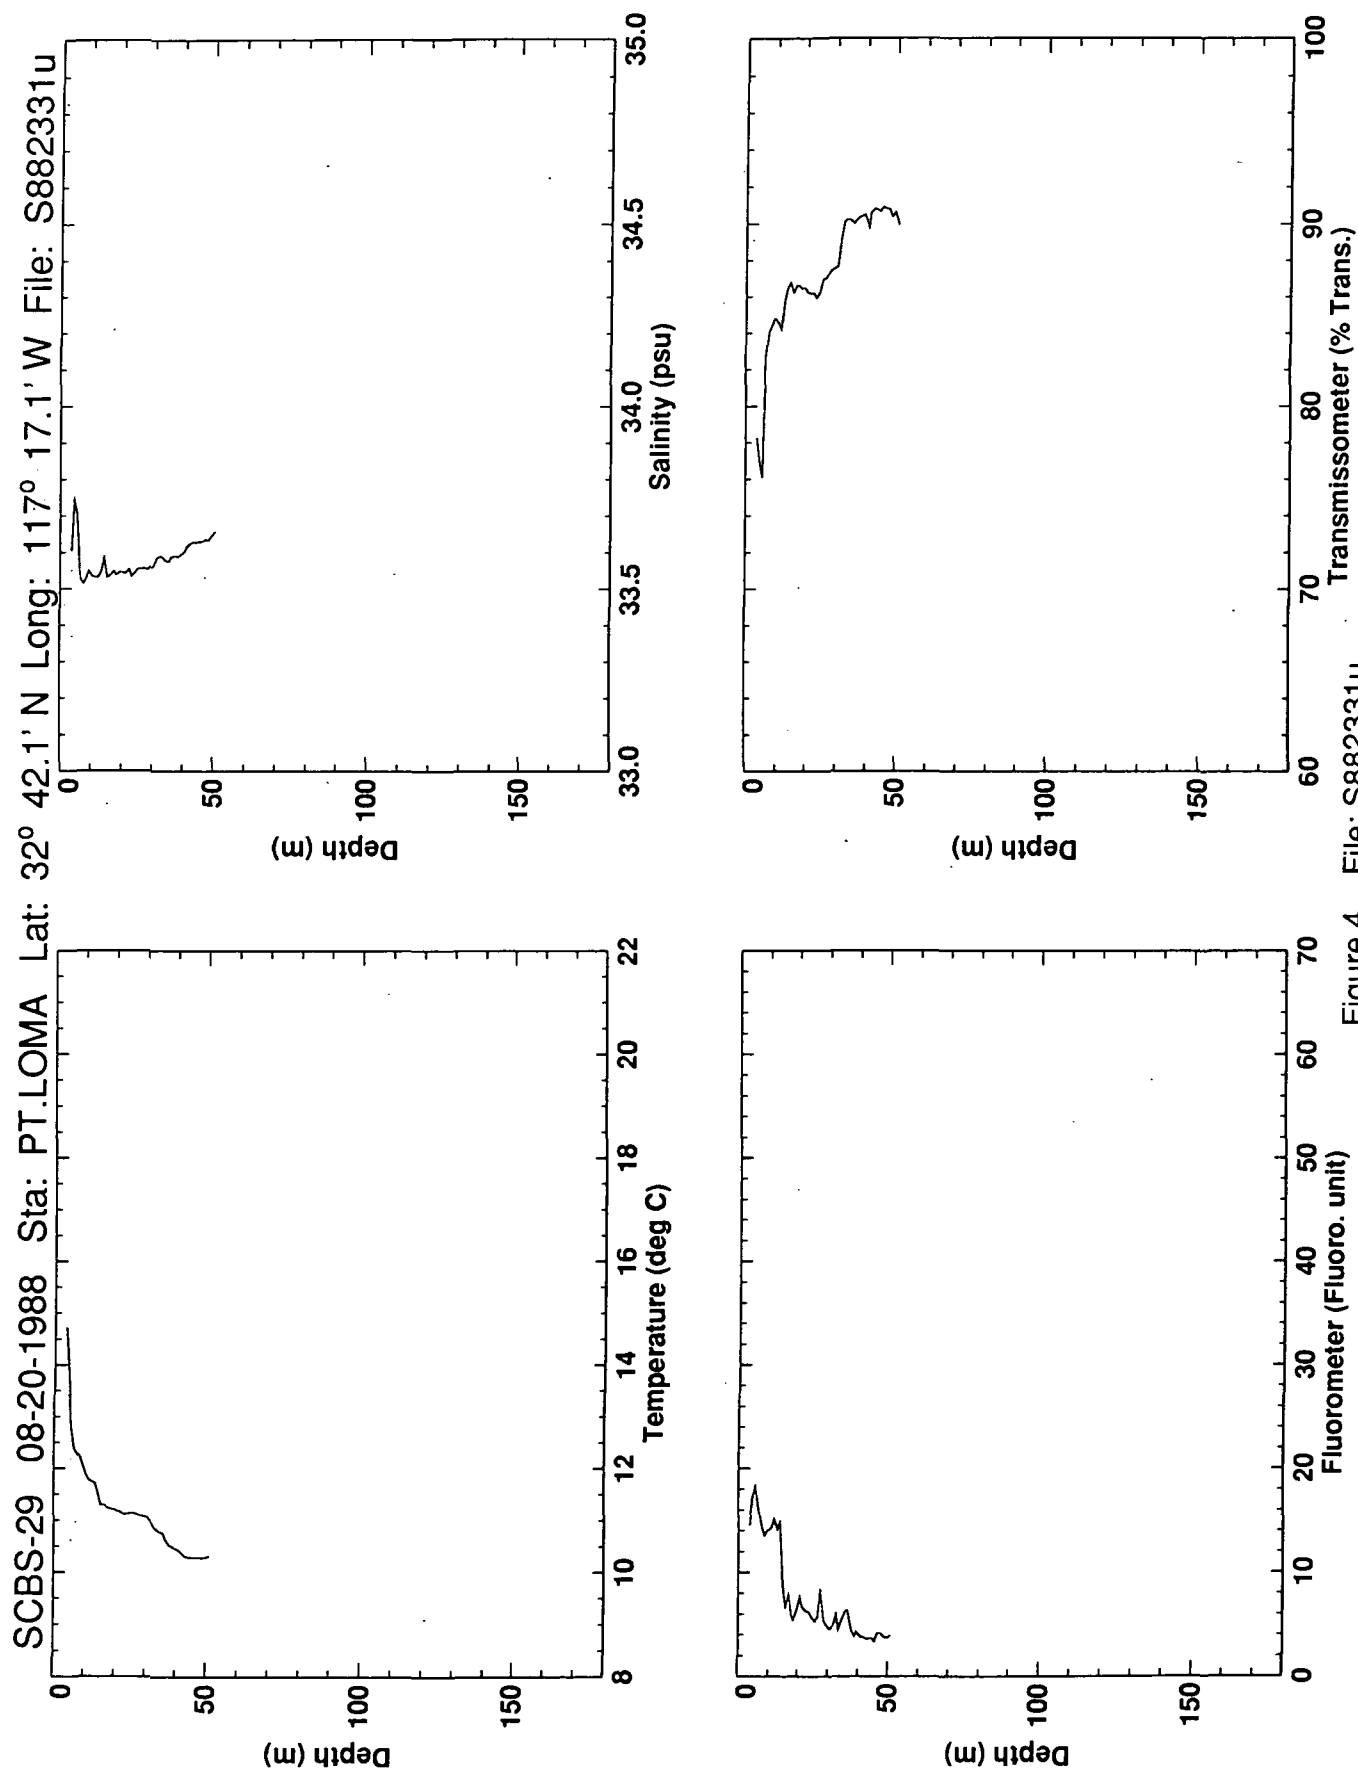 SCBS-29 08-20-1988 Sta: PT.LOMA Lat: 32° 42.1' N Long: 117° 17.1' W File: S882331u
0
50
100
150
Depth (m)
8 10 12 14 16 18 20 22
Temperature (deg C)
0
50
100
150
Depth (m)
33.0 33.5 34.0 34.5 35.0
Salinity (psu)
0
50
100
150
Depth (m)
0 10 20 30 40 50 60 70
Fluorometer (Fluoro. unit)
0
50
100
150
Depth (m)
60 70 80 90 100
Transmissometer (% Trans.)
Figure 4 File: S882331u